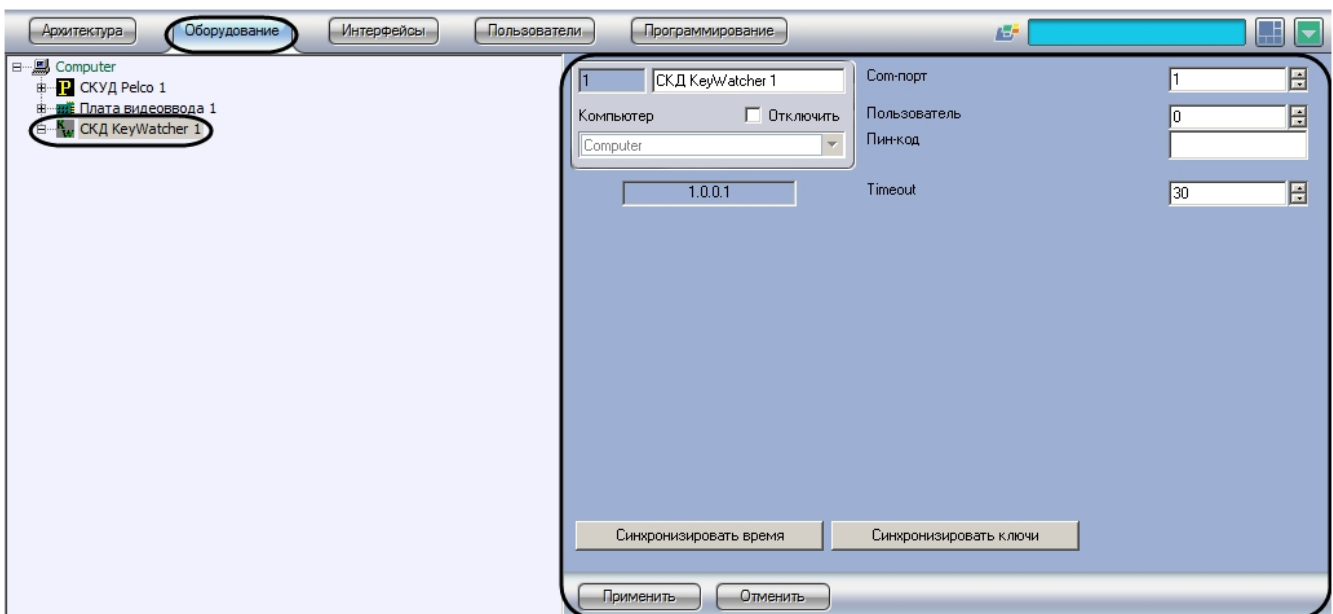 Архитектура Оборудование Интерфейсы Пользователи Программирование
Computer
P СКУД Pelco 1
Плата видеоввода 1
KW СКД KeyWatcher 1
1 СКД KeyWatcher 1
Компьютер Отключить
Computer
1.0.0.1
Com-порт 1
Пользователь 0
Пин-код
Timeout 30
Синхронизировать время Синхронизировать ключи
Применить Отменить